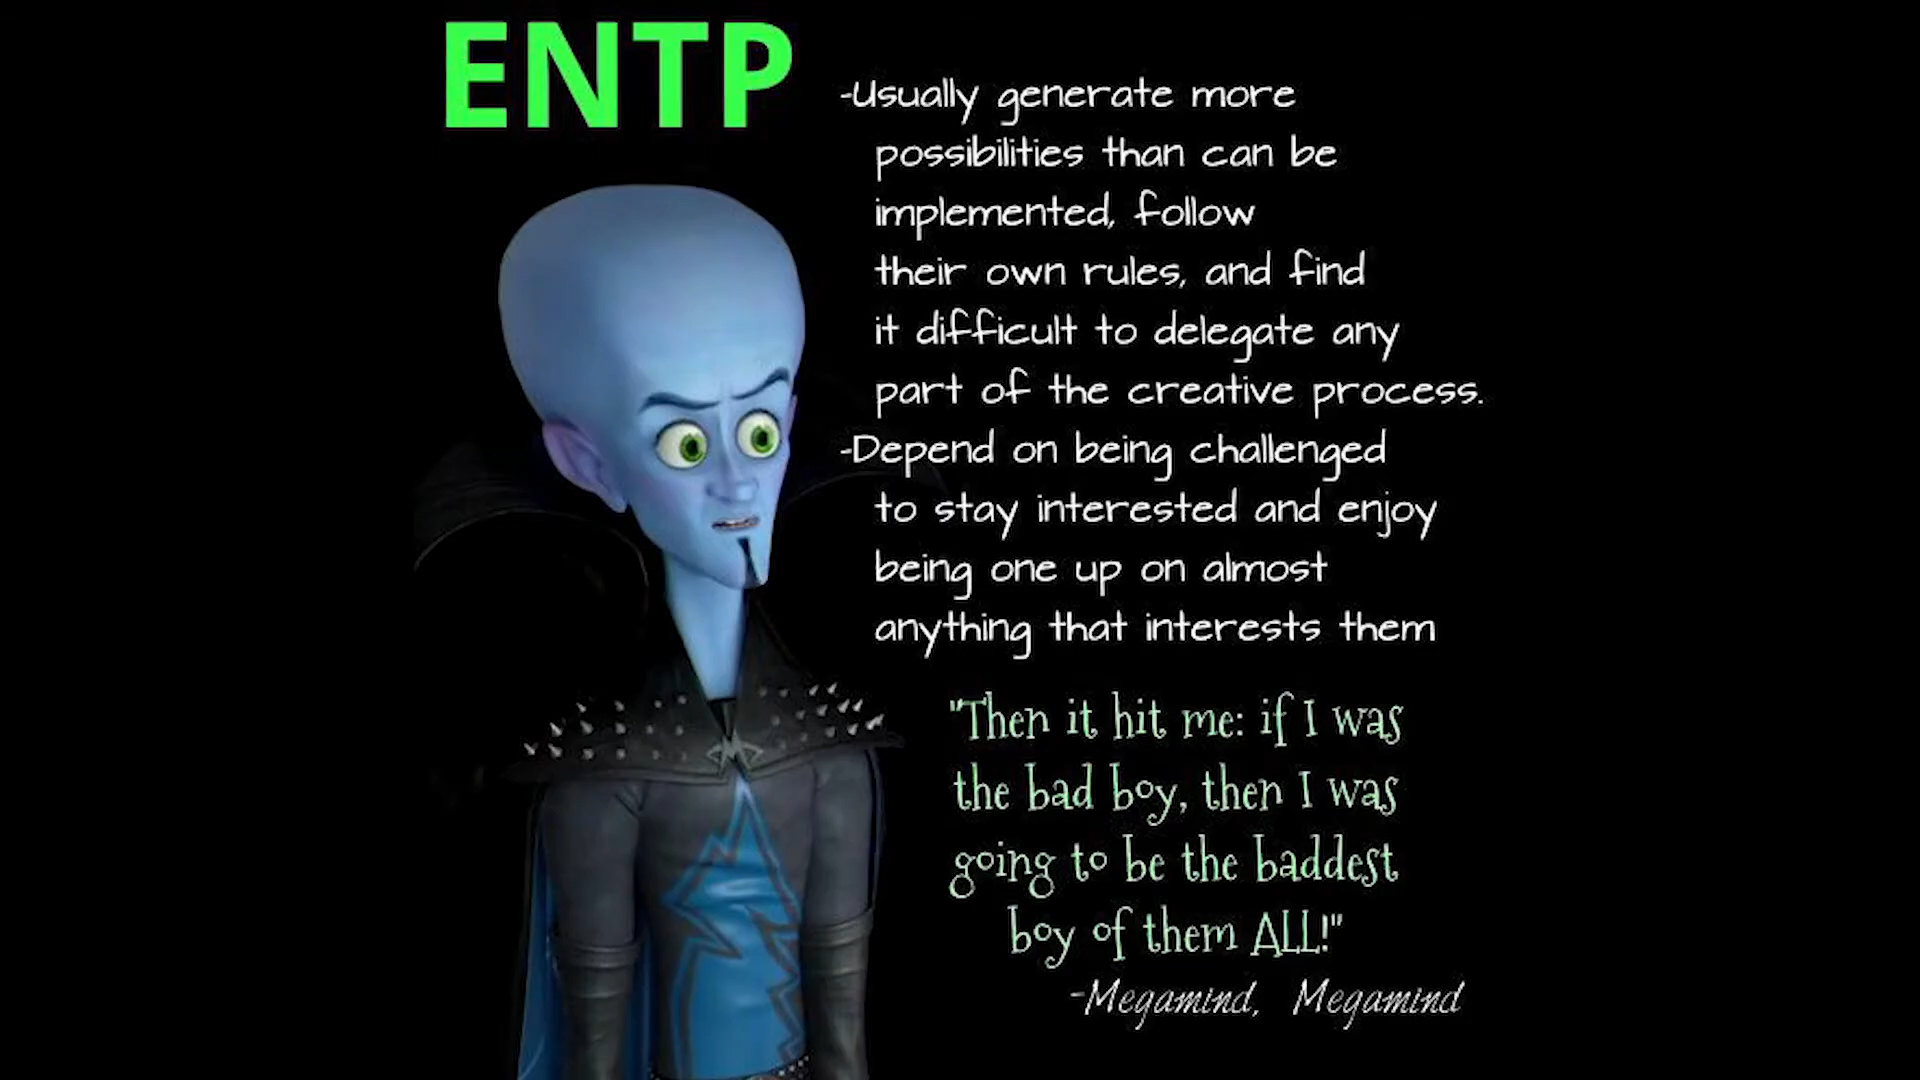 ENTP
-Usually generate more
possibilities than can be
implemented, follow
their own rules, and find
it difficult to delegate any
part of the creative process.
-Depend on being challenged
to stay interested and enjoy
being one up on almost
anything that interests them
"Then it hit me: if I was
the bad boy, then I was
going to be the baddest
boy of them ALL!"
-Megamind, Megamind